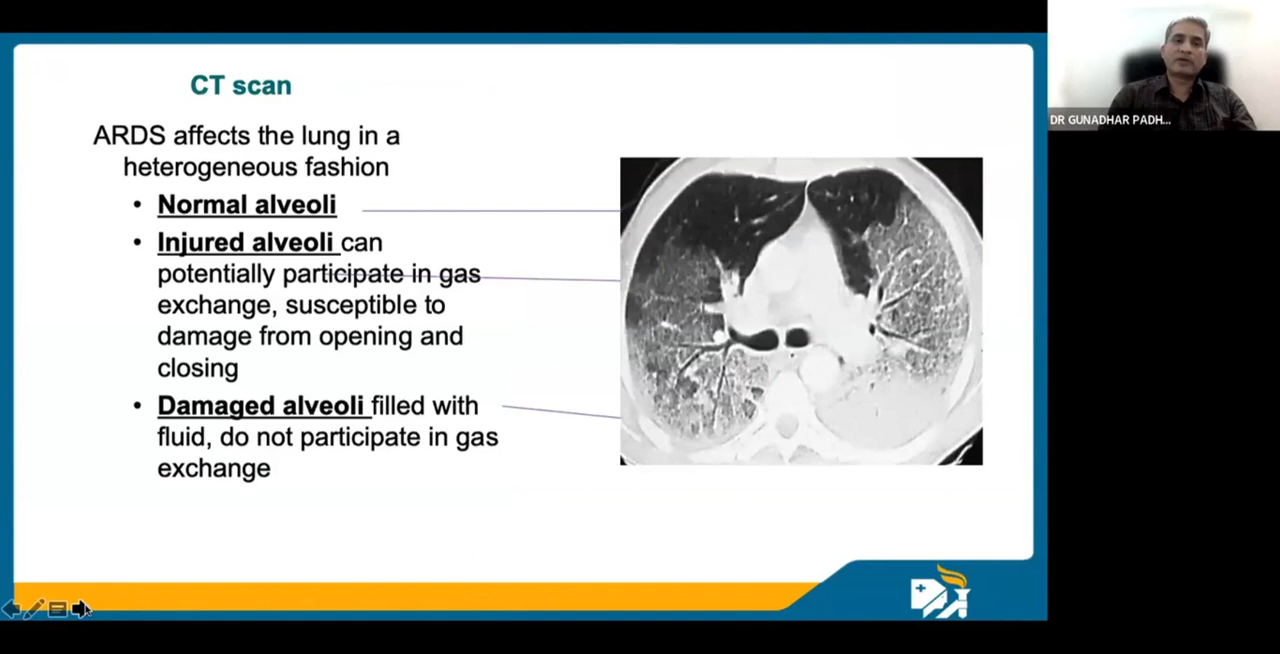 CT scan
ARDS affects the lung in a
heterogeneous fashion
• Normal alveoli
• Injured alveoli can
potentially participate in gas
exchange, susceptible to
damage from opening and
closing
• Damaged alveoli filled with
fluid, do not participate in gas
exchange
DR GUNADHAR PADH...